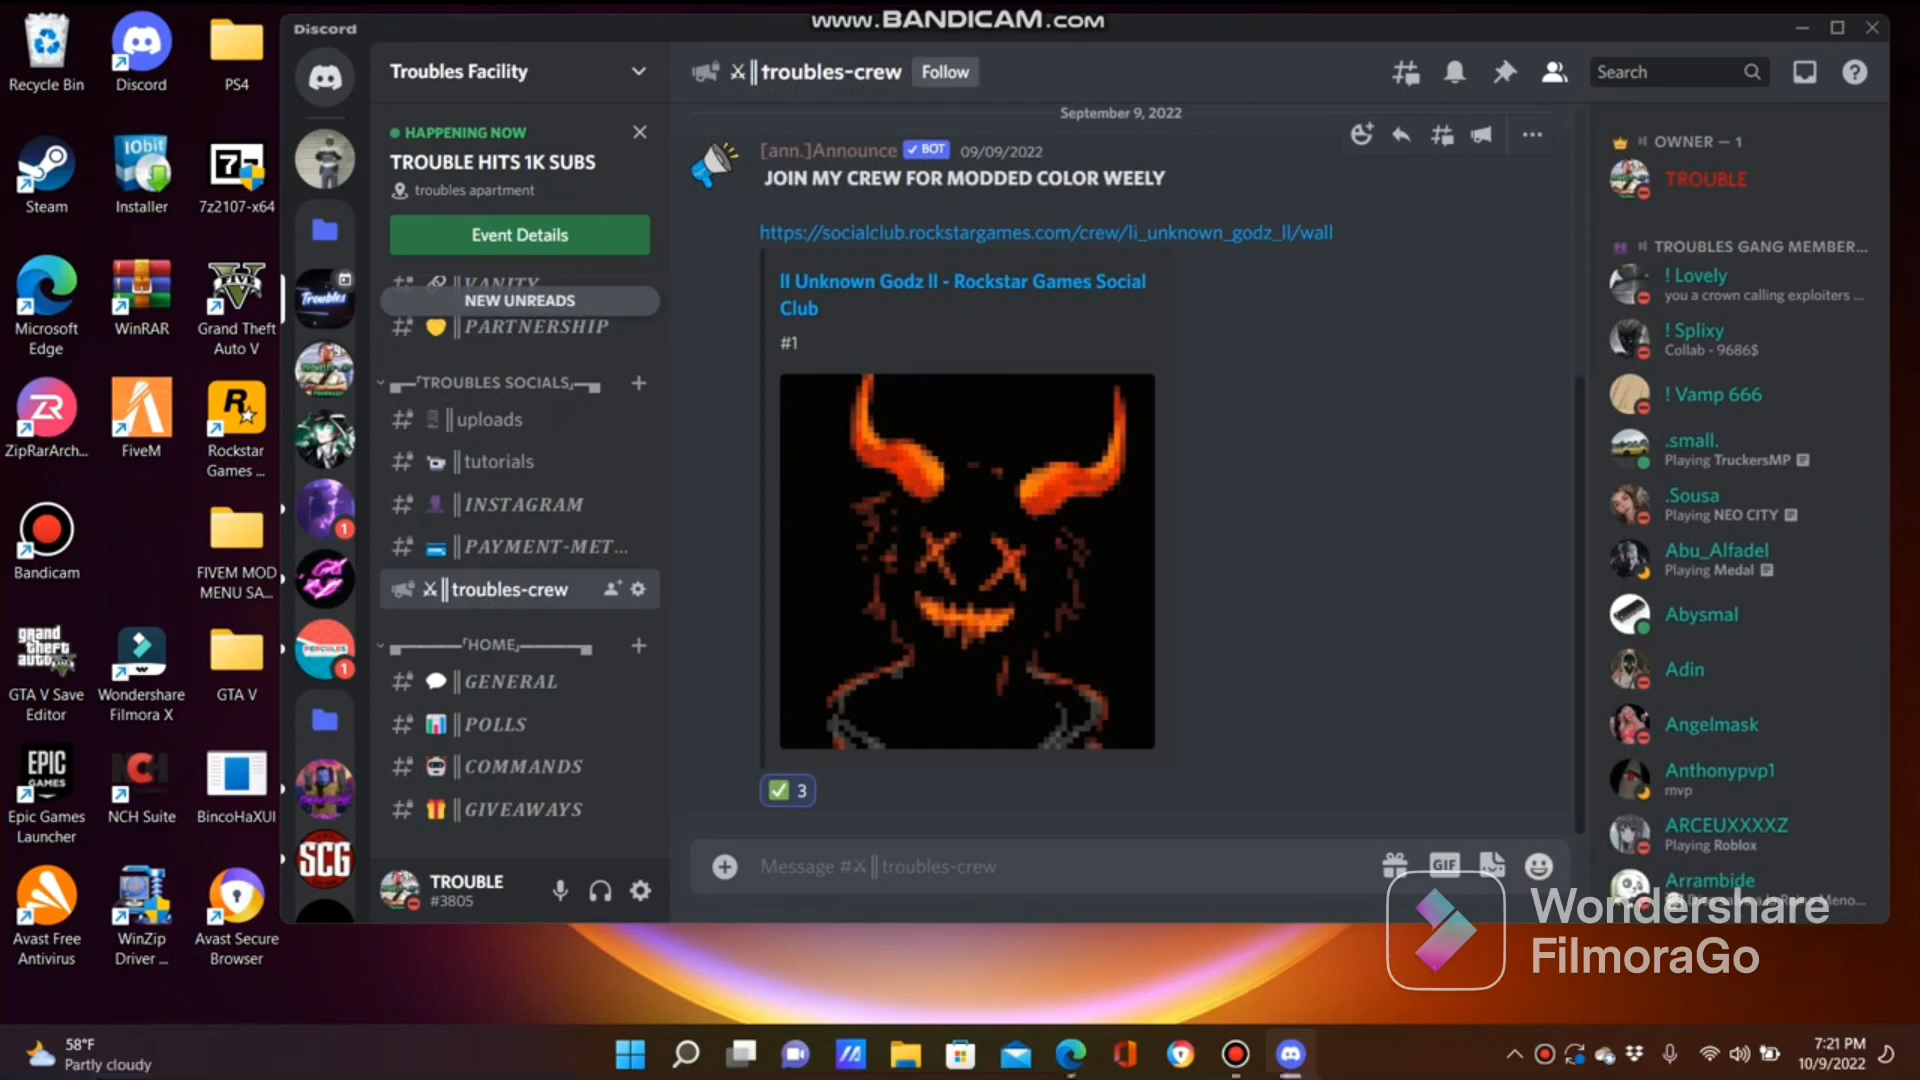 www.BANDICAM.com
Recycle Bin
Discord
PS4
Steam
IObit
Installer
7z2107-x64
Microsoft
Edge
WinRAR
Grand Theft
Auto V
ZipRarArch...
FiveM
Rockstar
Games ...
Bandicam
FIVEM MOD
MENU SA...
GTA V Save
Editor
Wondershare
Filmora X
GTA V
Epic Games
Launcher
NCH Suite
BincoHaXUI
Avast Free
Antivirus
WinZip
Driver ...
Avast Secure
Browser
Discord
Troubles
SCG
Troubles Facility
HAPPENING NOW
TROUBLE HITS 1K SUBS
troubles apartment
Event Details
VANITY
NEW UNREADS
PARTNERSHIP
「TROUBLES SOCIALS」
uploads
tutorials
INSTAGRAM
PAYMENT-MET...
troubles-crew
「HOME」
GENERAL
POLLS
COMMANDS
GIVEAWAYS
TROUBLE
#3805
troubles-crew
Follow
Search
September 9, 2022
[ann.]Announce BOT 09/09/2022
JOIN MY CREW FOR MODDED COLOR WEELY
https://socialclub.rockstargames.com/crew/li_unknown_godz_ll/wall
ll Unknown Godz ll - Rockstar Games Social
Club
#1
3
Message #⚔║troubles-crew
GIF
OWNER — 1
TROUBLE
TROUBLES GANG MEMBER...
! Lovely
you a crown calling exploiters ...
! Splixy
Collab - 9686$
! Vamp 666
.small.
Playing TruckersMP
.Sousa
Playing NEO CITY
Abu_Alfadel
Playing Medal
Abysmal
Adin
Angelmask
Anthonypvp1
mvp
ARCEUXXXXZ
Playing Roblox
Arrambide
Wondershare
FilmoraGo
58°F
Partly cloudy
7:21 PM
10/9/2022